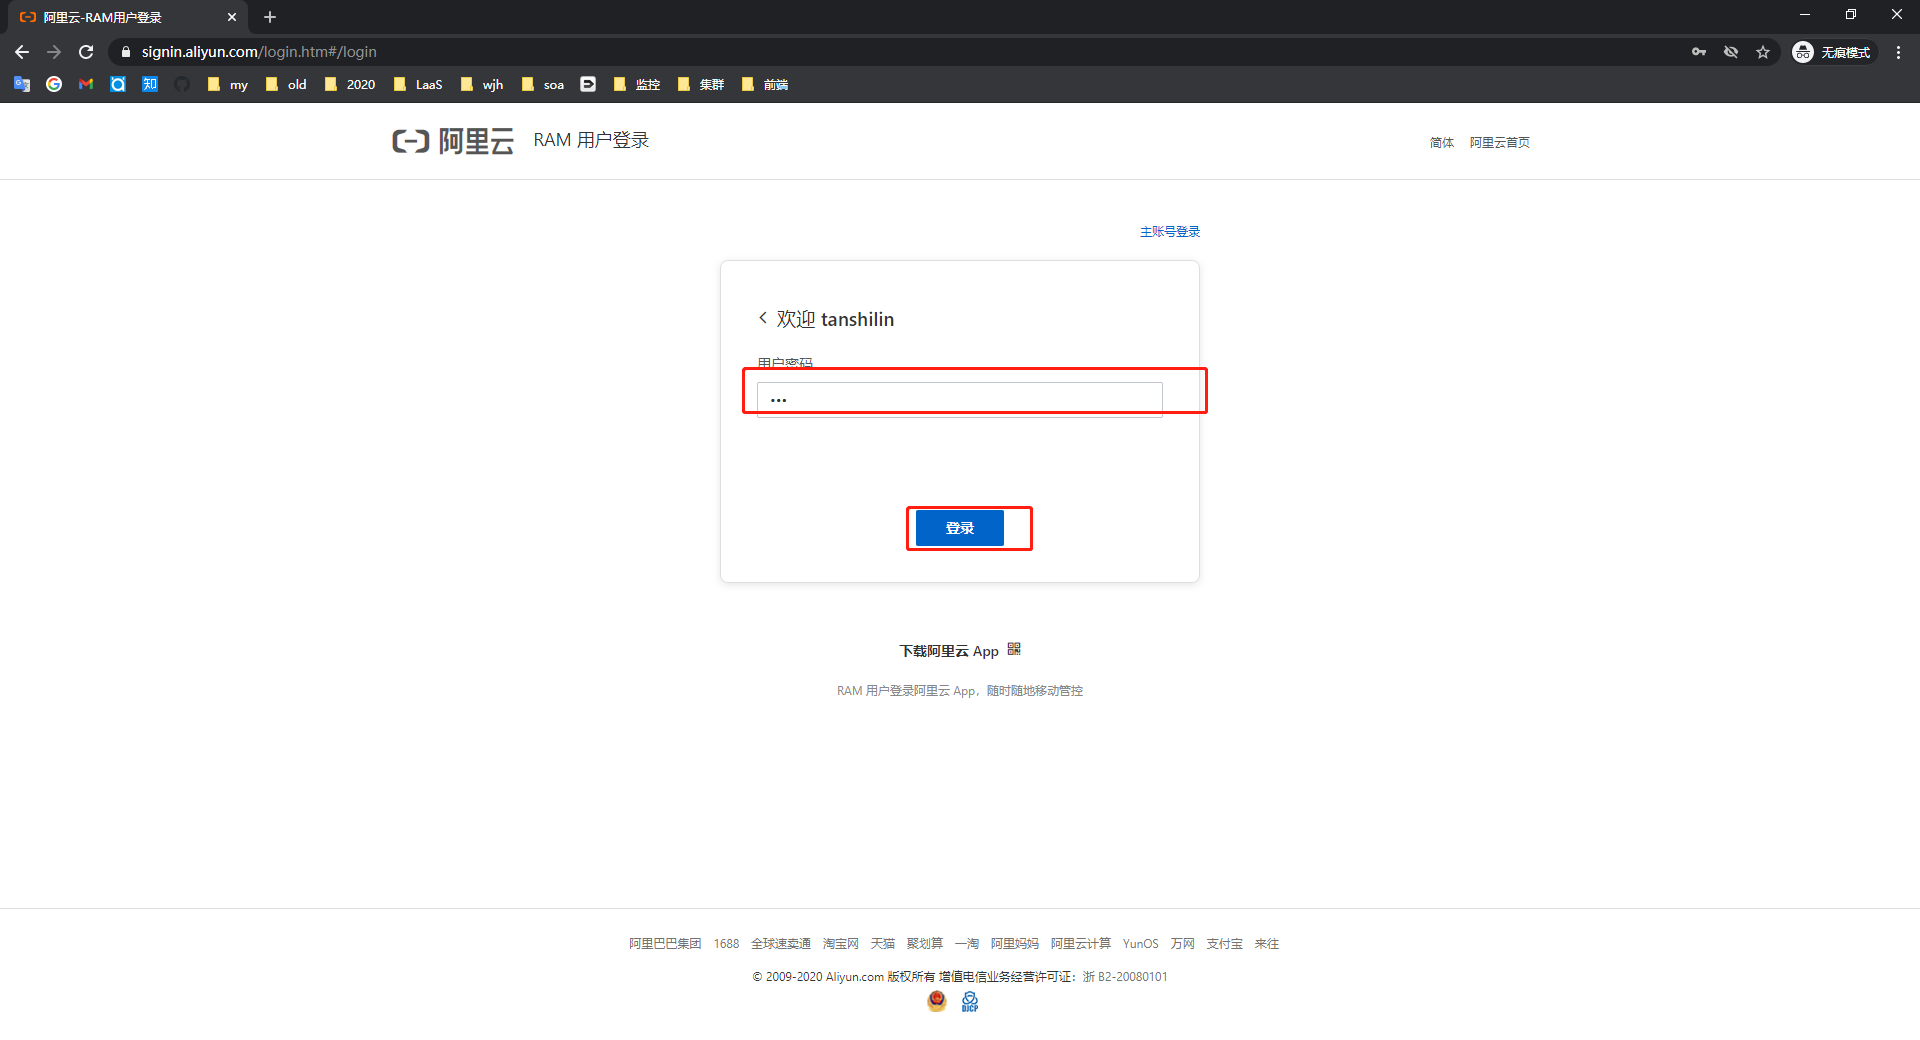 阿里云-RAM用户登录
signin.aliyun.com/login.htm#/login
无痕模式
知 my old 2020 LaaS wjh soa 监控 集群 前端
阿里云 RAM 用户登录
简体 阿里云首页
主账号登录
欢迎 tanshilin
用户密码
•••
登录
下载阿里云 App
RAM 用户登录阿里云 App，随时随地移动管控
阿里巴巴集团 1688 全球速卖通 淘宝网 天猫 聚划算 一淘 阿里妈妈 阿里云计算 YunOS 万网 支付宝 来往
© 2009-2020 Aliyun.com 版权所有 增值电信业务经营许可证： 浙 B2-20080101
DJCP